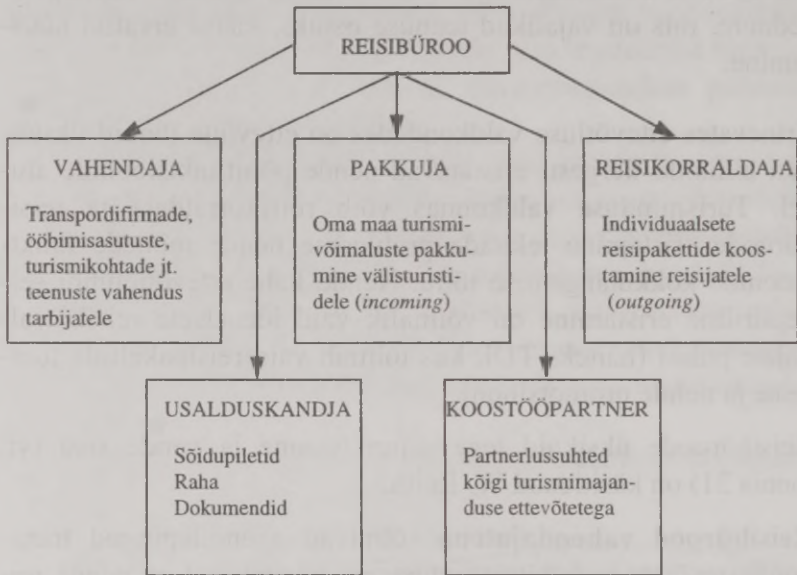 REISIBÜROO
VAHENDAJA
Transpordifirmade,
ööbimisasutuste,
turismikohtade jt.
teenuste vahendus
tarbijatele
PAKKUJA
Oma maa turismi-
võimaluste pakku-
mine välisturisti-
dele (incoming)
REISIKORRALDAJA
Individuaalsete
reisipakettide koos-
tamine reisijatele
(outgoing)
USALDUSKANDJA
Sõidupiletid
Raha
Dokumendid
KOOSTÖÖPARTNER
Partnerlussuhted
kõigi turismimajan-
duse ettevõtetega